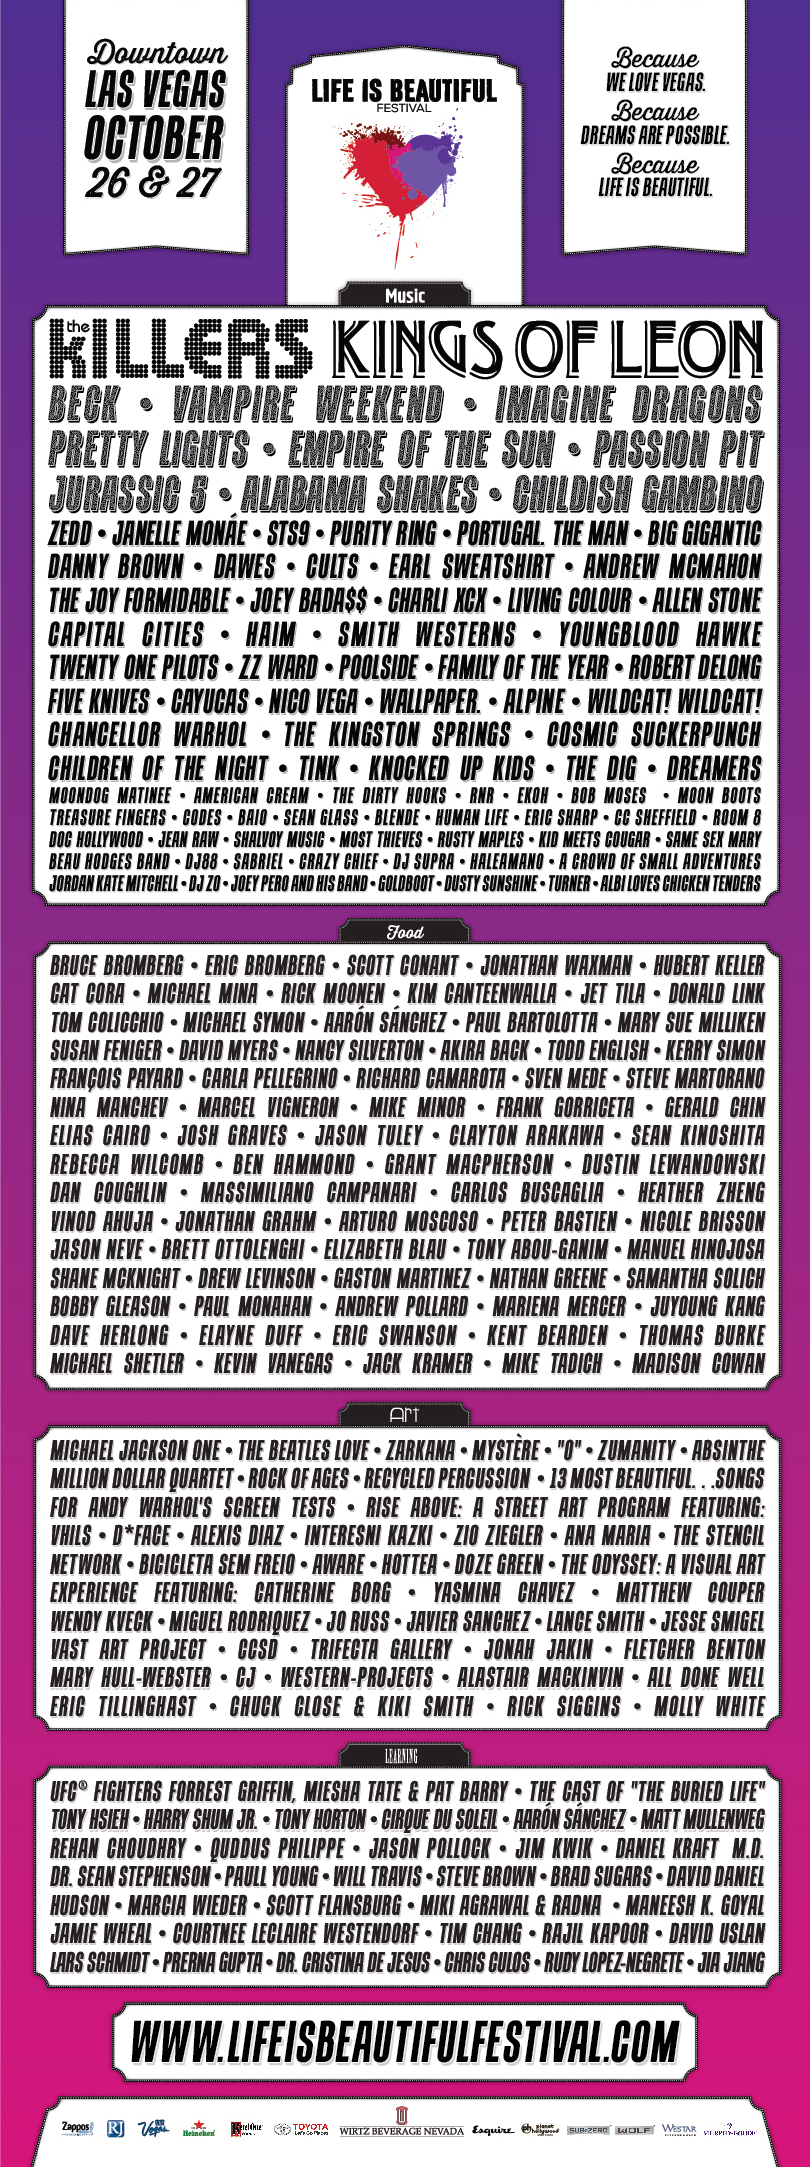 Downtown
LAS VEGAS
OCTOBER
26 & 27
LIFE IS BEAUTIFUL
FESTIVAL
Because
WE LOVE VEGAS.
Because
DREAMS ARE POSSIBLE.
Because
LIFE IS BEAUTIFUL.
Music
the KILLERS KINGS OF LEON
BECK • VAMPIRE WEEKEND • IMAGINE DRAGONS
PRETTY LIGHTS • EMPIRE OF THE SUN • PASSION PIT
JURASSIC 5 • ALABAMA SHAKES • CHILDISH GAMBINO
ZEDD • JANELLE MONÁE • STS9 • PURITY RING • PORTUGAL. THE MAN • BIG GIGANTIC
DANNY BROWN • DAWES • CULTS • EARL SWEATSHIRT • ANDREW MCMAHON
THE JOY FORMIDABLE • JOEY BADA$$ • CHARLI XCX • LIVING COLOUR • ALLEN STONE
CAPITAL CITIES • HAIM • SMITH WESTERNS • YOUNGBLOOD HAWKE
TWENTY ONE PILOTS • ZZ WARD • POOLSIDE • FAMILY OF THE YEAR • ROBERT DELONG
FIVE KNIVES • CAYUCAS • NICO VEGA • WALLPAPER. • ALPINE • WILDCAT! WILDCAT!
CHANCELLOR WARHOL • THE KINGSTON SPRINGS • COSMIC SUCKERPUNCH
CHILDREN OF THE NIGHT • TINK • KNOCKED UP KIDS • THE DIG • DREAMERS
MOONDOG MATINEE • AMERICAN CREAM • THE DIRTY HOOKS • RNR • EKOH • BOB MOSES • MOON BOOTS
TREASURE FINGERS • CODES • BAIO • SEAN GLASS • BLENDE • HUMAN LIFE • ERIC SHARP • CC SHEFFIELD • ROOM 8
DOC HOLLYWOOD • JEAN RAW • SHALVOY MUSIC • MOST THIEVES • RUSTY MAPLES • KID MEETS COUGAR • SAME SEX MARY
BEAU HODGES BAND • DJ88 • SABRIEL • CRAZY CHIEF • DJ SUPRA • HALEAMANO • A CROWD OF SMALL ADVENTURES
JORDAN KATE MITCHELL • DJ ZO • JOEY PERO AND HIS BAND • GOLDBOOT • DUSTY SUNSHINE • TURNER • ALBI LOVES CHICKEN TENDERS
Food
BRUCE BROMBERG • ERIC BROMBERG • SCOTT CONANT • JONATHAN WAXMAN • HUBERT KELLER
CAT CORA • MICHAEL MINA • RICK MOONEN • KIM CANTEENWALLA • JET TILA • DONALD LINK
TOM COLICCHIO • MICHAEL SYMON • AARÓN SÁNCHEZ • PAUL BARTOLOTTA • MARY SUE MILLIKEN
SUSAN FENIGER • DAVID MYERS • NANCY SILVERTON • AKIRA BACK • TODD ENGLISH • KERRY SIMON
FRANÇOIS PAYARD • CARLA PELLEGRINO • RICHARD CAMAROTA • SVEN MEDE • STEVE MARTORANO
NINA MANCHEV • MARCEL VIGNERON • MIKE MINOR • FRANK GORRICETA • GERALD CHIN
ELIAS CAIRO • JOSH GRAVES • JASON TULEY • CLAYTON ARAKAWA • SEAN KINOSHITA
REBECCA WILCOMB • BEN HAMMOND • GRANT MACPHERSON • DUSTIN LEWANDOWSKI
DAN COUGHLIN • MASSIMILIANO CAMPANARI • CARLOS BUSCAGLIA • HEATHER ZHENG
VINOD AHUJA • JONATHAN GRAHM • ARTURO MOSCOSO • PETER BASTIEN • NICOLE BRISSON
JASON NEVE • BRETT OTTOLENGHI • ELIZABETH BLAU • TONY ABOU-GANIM • MANUEL HINOJOSA
SHANE MCKNIGHT • DREW LEVINSON • GASTON MARTINEZ • NATHAN GREENE • SAMANTHA SOLICH
BOBBY GLEASON • PAUL MONAHAN • ANDREW POLLARD • MARIENA MERCER • JUYOUNG KANG
DAVE HERLONG • ELAYNE DUFF • ERIC SWANSON • KENT BEARDEN • THOMAS BURKE
MICHAEL SHETLER • KEVIN VANEGAS • JACK KRAMER • MIKE TADICH • MADISON COWAN
Art
MICHAEL JACKSON ONE • THE BEATLES LOVE • ZARKANA • MYSTÈRE • "O" • ZUMANITY • ABSINTHE
MILLION DOLLAR QUARTET • ROCK OF AGES • RECYCLED PERCUSSION • 13 MOST BEAUTIFUL. . .SONGS
FOR ANDY WARHOL'S SCREEN TESTS • RISE ABOVE: A STREET ART PROGRAM FEATURING:
VHILS • D*FACE • ALEXIS DIAZ • INTERESNI KAZKI • ZIO ZIEGLER • ANA MARIA • THE STENCIL
NETWORK • BICICLETA SEM FREIO • AWARE • HOTTEA • DOZE GREEN • THE ODYSSEY: A VISUAL ART
EXPERIENCE FEATURING: CATHERINE BORG • YASMINA CHAVEZ • MATTHEW COUPER
WENDY KVECK • MIGUEL RODRIQUEZ • JO RUSS • JAVIER SANCHEZ • LANCE SMITH • JESSE SMIGEL
VAST ART PROJECT • CCSD • TRIFECTA GALLERY • JONAH JAKIN • FLETCHER BENTON
MARY HULL-WEBSTER • CJ • WESTERN-PROJECTS • ALASTAIR MACKINVIN • ALL DONE WELL
ERIC TILLINGHAST • CHUCK CLOSE & KIKI SMITH • RICK SIGGINS • MOLLY WHITE
LEARNING
UFC® FIGHTERS FORREST GRIFFIN, MIESHA TATE & PAT BARRY • THE CAST OF "THE BURIED LIFE"
TONY HSIEH • HARRY SHUM JR. • TONY HORTON • CIRQUE DU SOLEIL • AARÓN SÁNCHEZ • MATT MULLENWEG
REHAN CHOUDHRY • QUDDUS PHILIPPE • JASON POLLOCK • JIM KWIK • DANIEL KRAFT M.D.
DR. SEAN STEPHENSON • PAULL YOUNG • WILL TRAVIS • STEVE BROWN • BRAD SUGARS • DAVID DANIEL
HUDSON • MARCIA WIEDER • SCOTT FLANSBURG • MIKI AGRAWAL & RADNA • MANEESH K. GOYAL
JAMIE WHEAL • COURTNEE LECLAIRE WESTENDORF • TIM CHANG • RAJIL KAPOOR • DAVID USLAN
LARS SCHMIDT • PRERNA GUPTA • DR. CRISTINA DE JESUS • CHRIS CULOS • RUDY LOPEZ-NEGRETE • JIA JIANG
WWW.LIFEISBEAUTIFULFESTIVAL.COM
Zappos RJ Vegas Heineken Ketel One TOYOTA Let's Go Places WIRTZ BEVERAGE NEVADA Esquire planet hollywood SUB-ZERO WOLF WESTAR MURPHY-GOODE